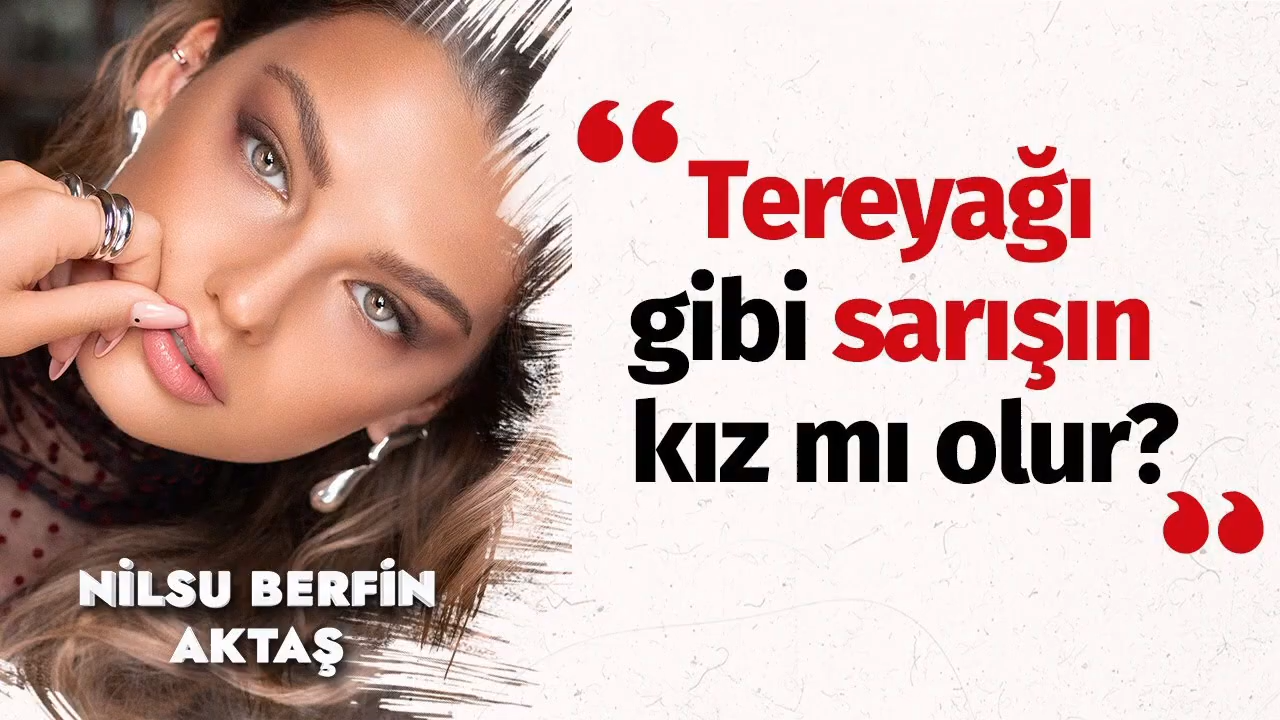 “Tereyağı
gibi sarışın
kız mı olur?”
NİLSU BERFİN
AKTAŞ